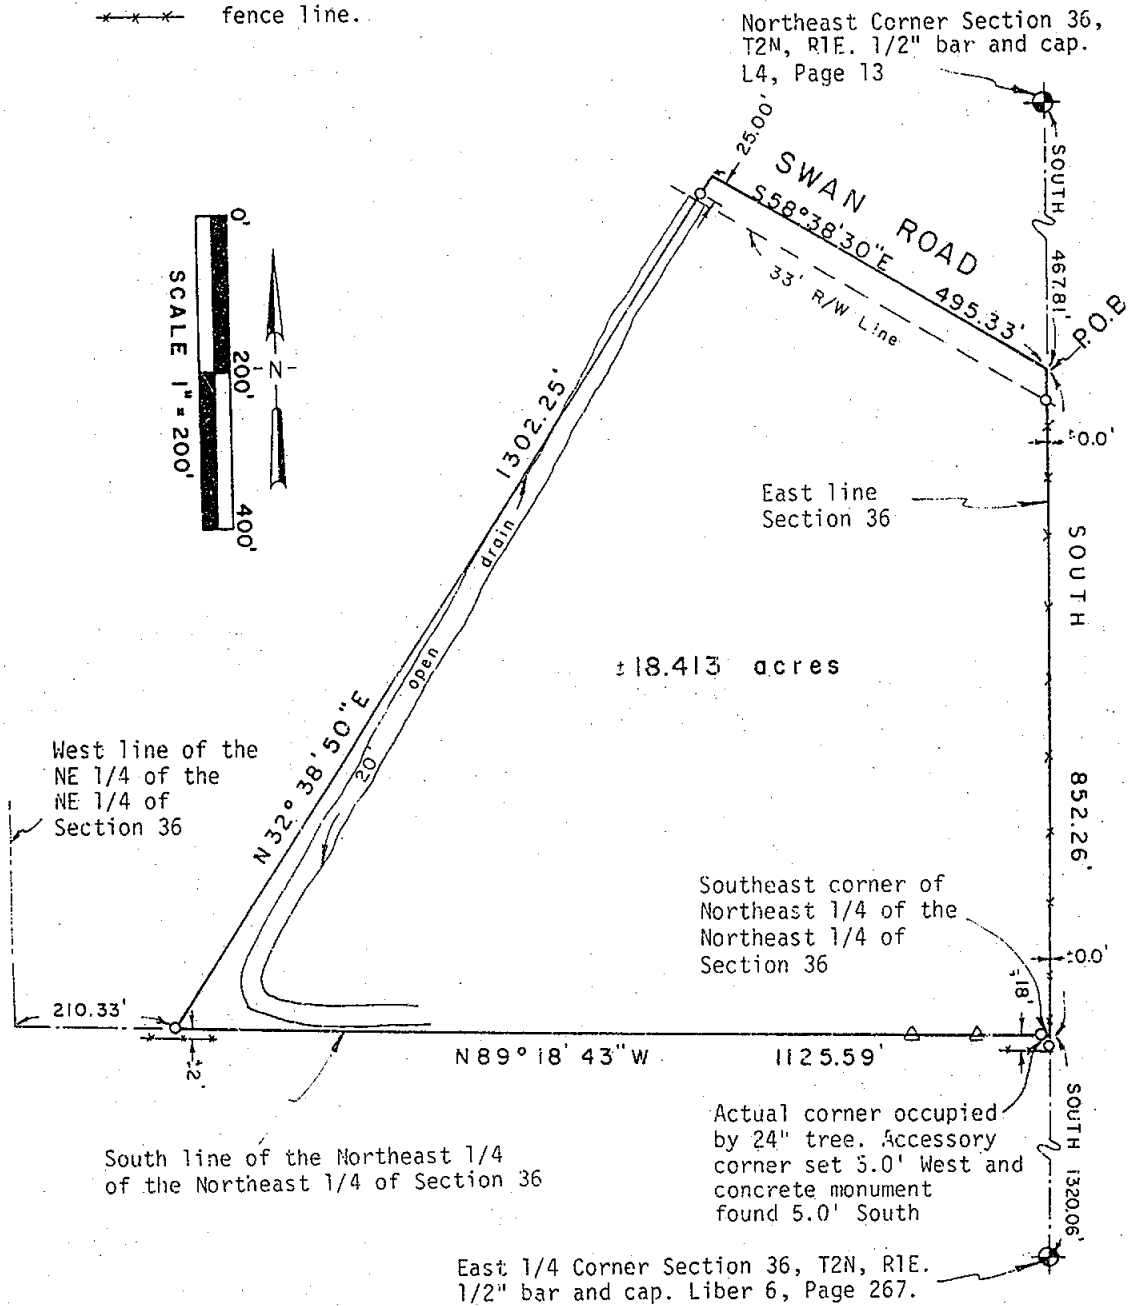 fence line.
Northeast Corner Section 36,
T2N, R1E. 1/2" bar and cap.
L4, Page 13
25.00'
SWAN ROAD
S58°38'30"E 495.33'
33' R/W Line
SOUTH 467.81'
P.O.B
0'
200'
400'
SCALE 1" = 200'
-N-
±0.0'
East line
Section 36
1302.25'
N32°38'50"E
drain
open
20'
±18.413 acres
SOUTH 852.26'
West line of the
NE 1/4 of the
NE 1/4 of
Section 36
Southeast corner of
Northeast 1/4 of the
Northeast 1/4 of
Section 36
±0.0'
±18'
210.33'
±2'
N89°18'43"W 1125.59'
South line of the Northeast 1/4
of the Northeast 1/4 of Section 36
Actual corner occupied
by 24" tree. Accessory
corner set 5.0' West and
concrete monument
found 5.0' South
SOUTH 1320.06'
East 1/4 Corner Section 36, T2N, R1E.
1/2" bar and cap. Liber 6, Page 267.